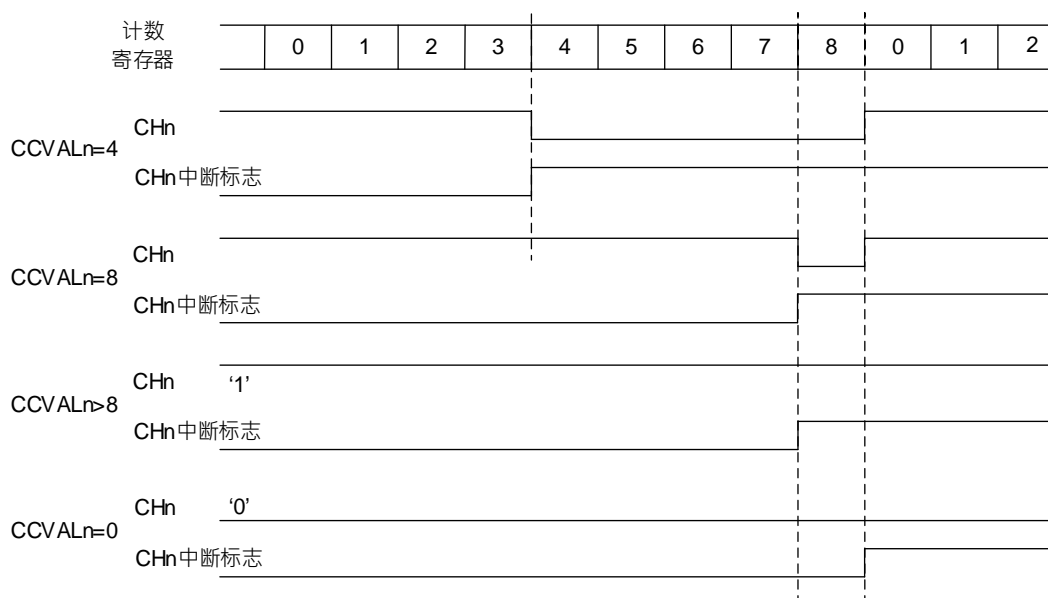 计数
寄存器
0 1 2 3 4 5 6 7 8 0 1 2
CHn
CCVALn=4
CHn中断标志
CHn
CCVALn=8
CHn中断标志
CHn ‘1’
CCVALn>8
CHn中断标志
CHn ‘0’
CCVALn=0
CHn中断标志